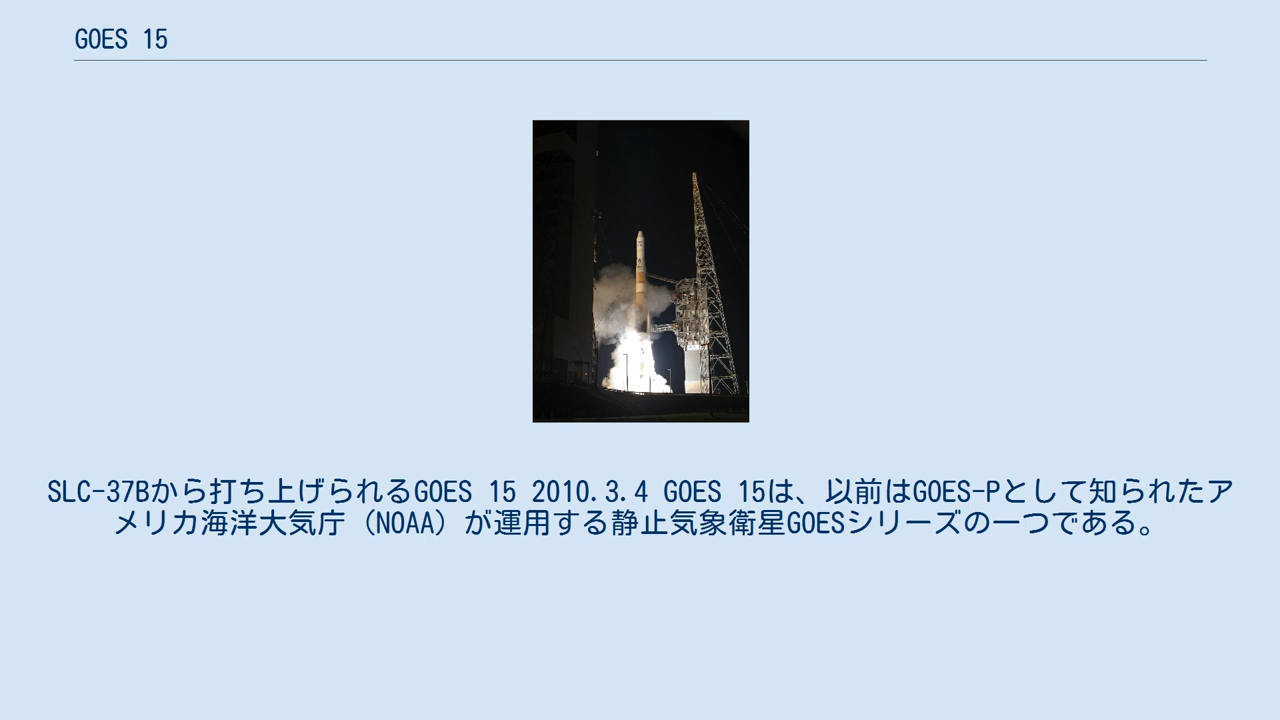 GOES 15
SLC-37Bから打ち上げられるGOES 15 2010.3.4 GOES 15は、以前はGOES-Pとして知られたア
メリカ海洋大気庁（NOAA）が運用する静止気象衛星GOESシリーズの一つである。